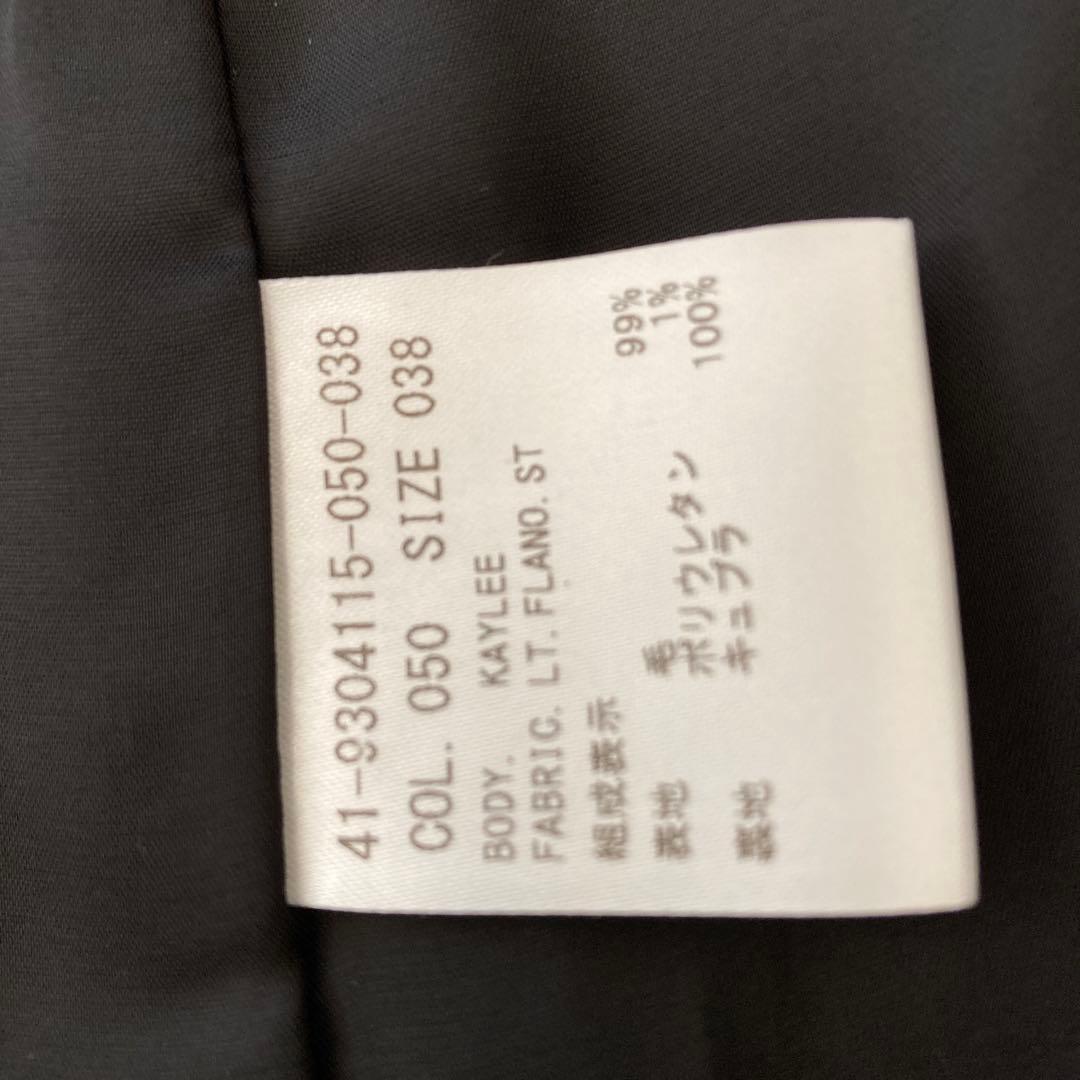 41-9304115-050-038
COL. 050 SIZE 038
BODY. KAYLEE
FABRIC. LT. FLANO. ST
組成表示
表地 毛 99%
ポリウレタン 1%
裏地 キュプラ 100%